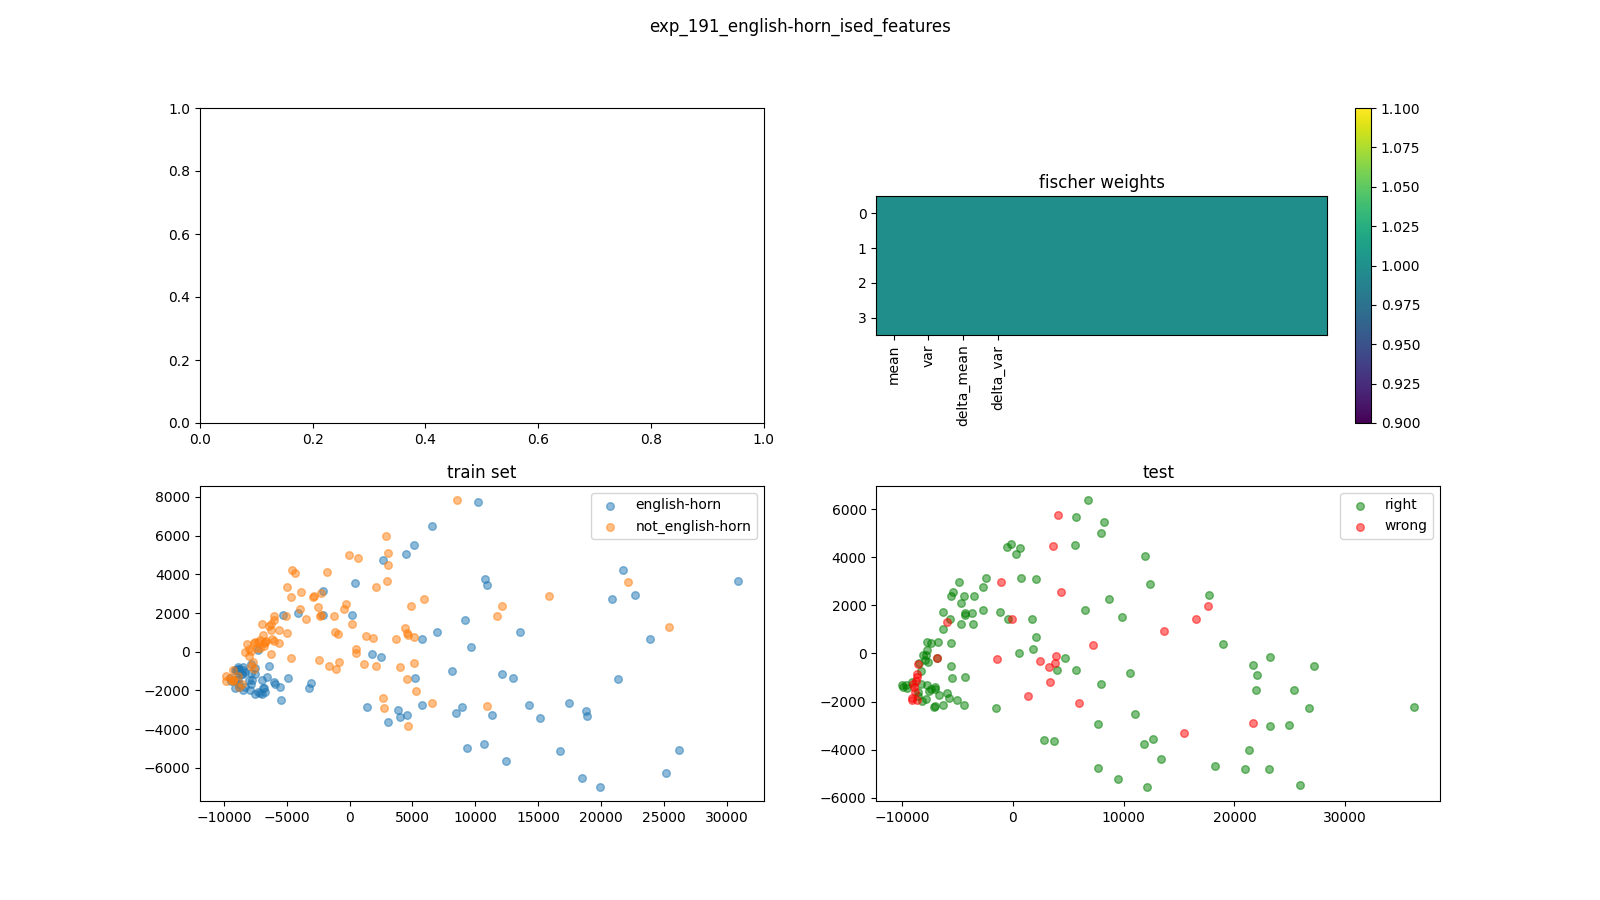 exp_191_english-horn_ised_features
1.0
0.8
0.6
0.4
0.2
0.0
0.0 0.2 0.4 0.6 0.8 1.0
fischer weights
0
1
2
3
mean var delta_mean delta_var
1.100
1.075
1.050
1.025
1.000
0.975
0.950
0.925
0.900
train set
8000
6000
4000
2000
0
−2000
−4000
−6000
−10000 −5000 0 5000 10000 15000 20000 25000 30000
english-horn
not_english-horn
test
6000
4000
2000
0
−2000
−4000
−6000
−10000 0 10000 20000 30000
right
wrong